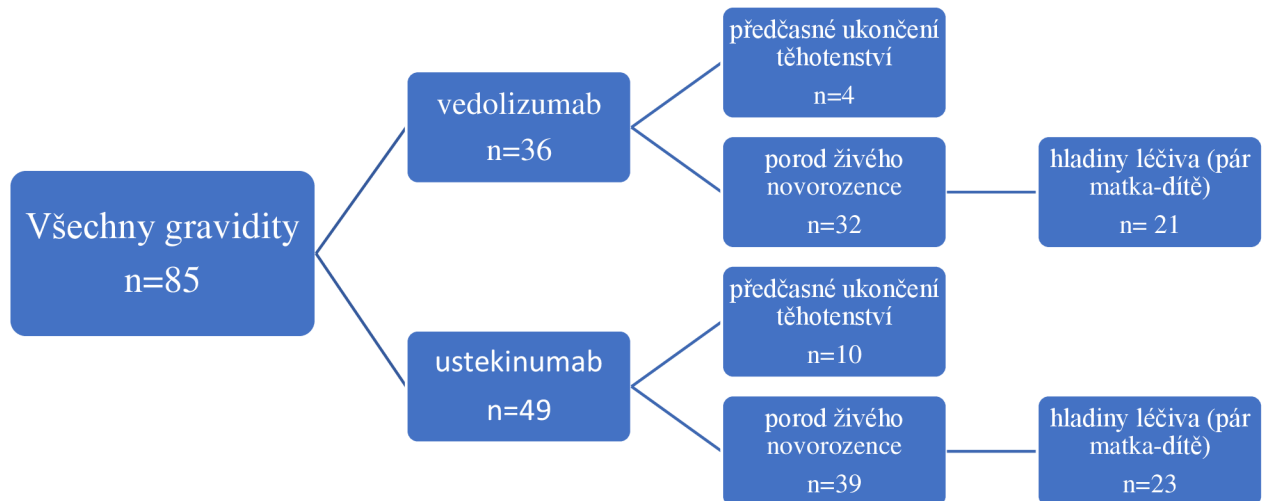 Všechny gravidity
n=85
vedolizumab
n=36
předčasné ukončení
těhotenství
n=4
porod živého
novorozence
n=32
hladiny léčiva (pár
matka-dítě)
n= 21
ustekinumab
n=49
předčasné ukončení
těhotenství
n=10
porod živého
novorozence
n=39
hladiny léčiva (pár
matka-dítě)
n=23